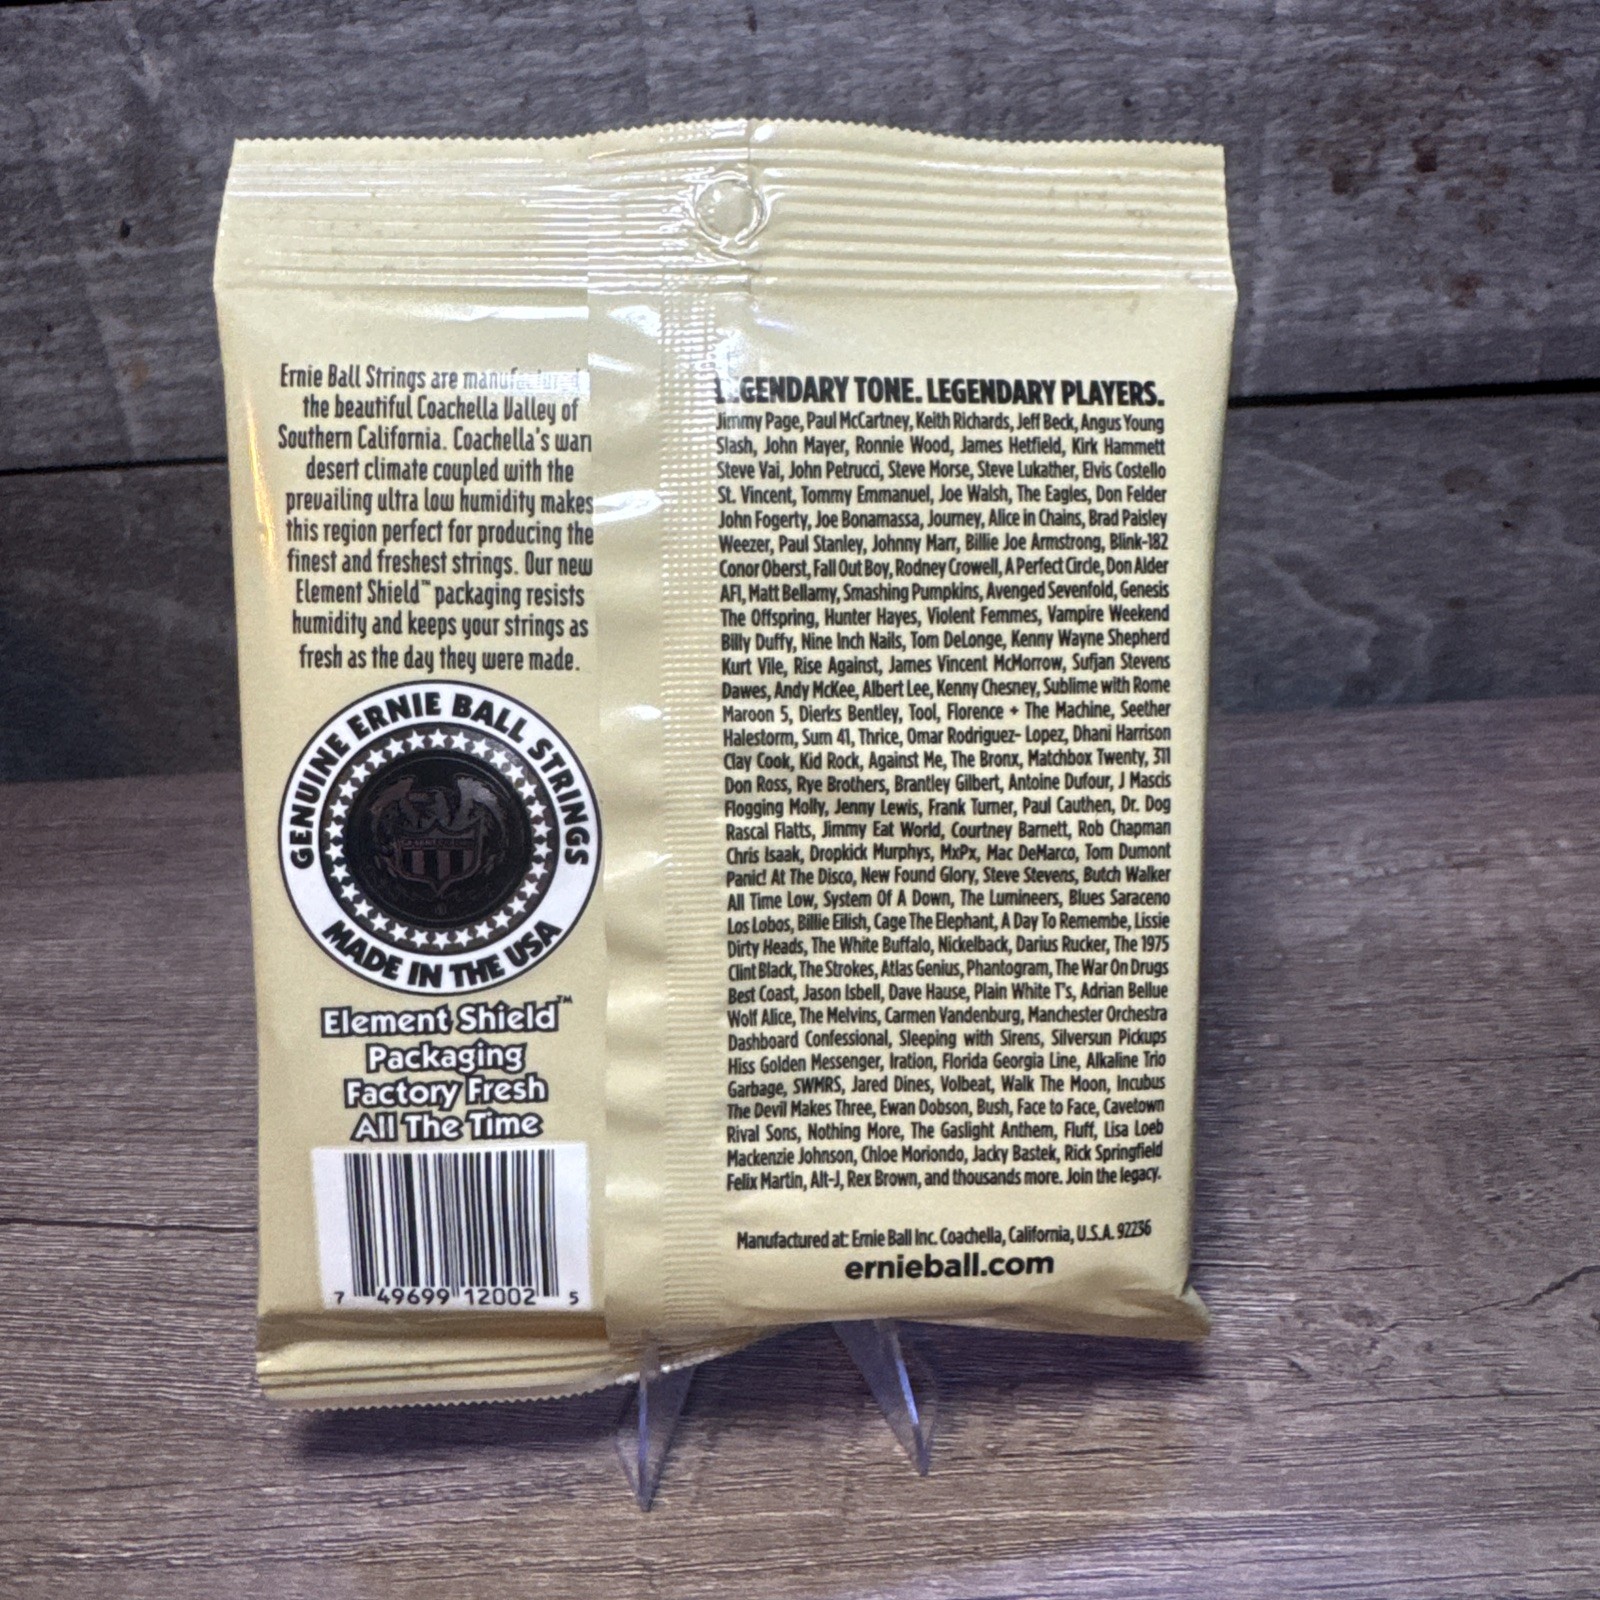 Ernie Ball Strings are manufactured
the beautiful Coachella Valley of
Southern California. Coachella's war
desert climate coupled with the
prevailing ultra low humidity makes
this region perfect for producing the
finest and freshest strings. Our new
Element Shield™ packaging resists
humidity and keeps your strings as
fresh as the day they were made.
GENUINE ERNIE BALL STRINGS
MADE IN THE USA
Element Shield™
Packaging
Factory Fresh
All The Time
7 49699 12002 5
LEGENDARY TONE. LEGENDARY PLAYERS.
Jimmy Page, Paul McCartney, Keith Richards, Jeff Beck, Angus Young
Slash, John Mayer, Ronnie Wood, James Hetfield, Kirk Hammett
Steve Vai, John Petrucci, Steve Morse, Steve Lukather, Elvis Costello
St. Vincent, Tommy Emmanuel, Joe Walsh, The Eagles, Don Felder
John Fogerty, Joe Bonamassa, Journey, Alice in Chains, Brad Paisley
Weezer, Paul Stanley, Johnny Marr, Billie Joe Armstrong, Blink-182
Conor Oberst, Fall Out Boy, Rodney Crowell, A Perfect Circle, Don Alder
AFI, Matt Bellamy, Smashing Pumpkins, Avenged Sevenfold, Genesis
The Offspring, Hunter Hayes, Violent Femmes, Vampire Weekend
Billy Duffy, Nine Inch Nails, Tom DeLonge, Kenny Wayne Shepherd
Kurt Vile, Rise Against, James Vincent McMorrow, Sufjan Stevens
Dawes, Andy McKee, Albert Lee, Kenny Chesney, Sublime with Rome
Maroon 5, Dierks Bentley, Tool, Florence + The Machine, Seether
Halestorm, Sum 41, Thrice, Omar Rodriguez- Lopez, Dhani Harrison
Clay Cook, Kid Rock, Against Me, The Bronx, Matchbox Twenty, 311
Don Ross, Rye Brothers, Brantley Gilbert, Antoine Dufour, J Mascis
Flogging Molly, Jenny Lewis, Frank Turner, Paul Cauthen, Dr. Dog
Rascal Flatts, Jimmy Eat World, Courtney Barnett, Rob Chapman
Chris Isaak, Dropkick Murphys, MxPx, Mac DeMarco, Tom Dumont
Panic! At The Disco, New Found Glory, Steve Stevens, Butch Walker
All Time Low, System Of A Down, The Lumineers, Blues Saraceno
Los Lobos, Billie Eilish, Cage The Elephant, A Day To Remembe, Lissie
Dirty Heads, The White Buffalo, Nickelback, Darius Rucker, The 1975
Clint Black, The Strokes, Atlas Genius, Phantogram, The War On Drugs
Best Coast, Jason Isbell, Dave Hause, Plain White T's, Adrian Bellue
Wolf Alice, The Melvins, Carmen Vandenburg, Manchester Orchestra
Dashboard Confessional, Sleeping with Sirens, Silversun Pickups
Hiss Golden Messenger, Iration, Florida Georgia Line, Alkaline Trio
Garbage, SWMRS, Jared Dines, Volbeat, Walk The Moon, Incubus
The Devil Makes Three, Ewan Dobson, Bush, Face to Face, Cavetown
Rival Sons, Nothing More, The Gaslight Anthem, Fluff, Lisa Loeb
Mackenzie Johnson, Chloe Moriondo, Jacky Bastek, Rick Springfield
Felix Martin, Alt-J, Rex Brown, and thousands more. Join the legacy.
Manufactured at: Ernie Ball Inc. Coachella, California, U.S.A. 92236
ernieball.com